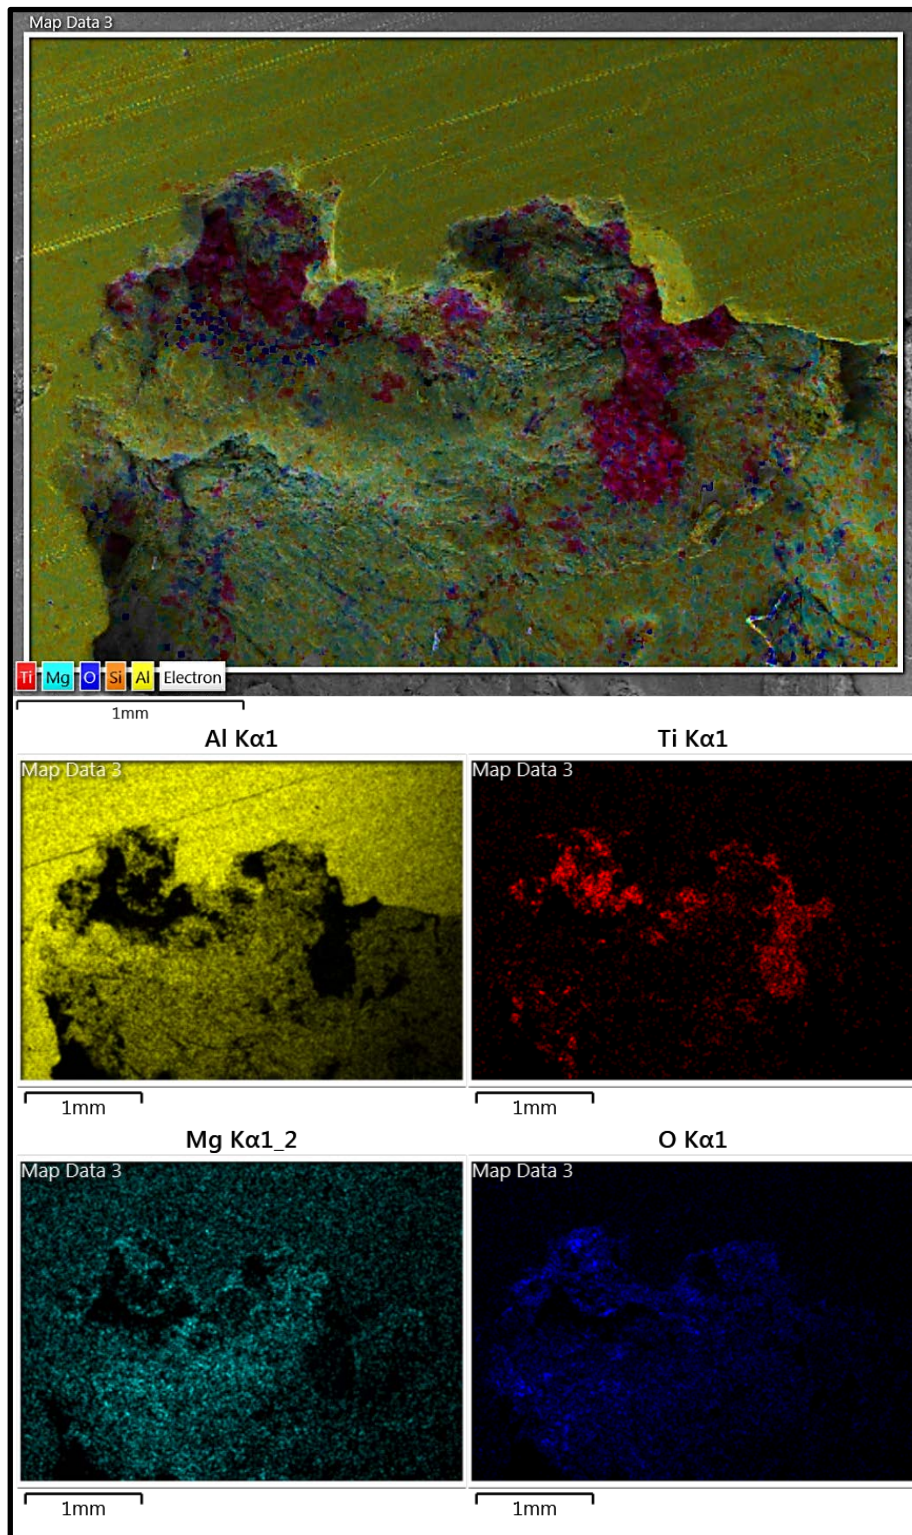 Map Data 3
Ti Mg O Si Al Electron
1mm
Al Kα1
Ti Kα1
Map Data 3
Map Data 3
1mm
1mm
Mg Kα1_2
O Kα1
Map Data 3
Map Data 3
1mm
1mm